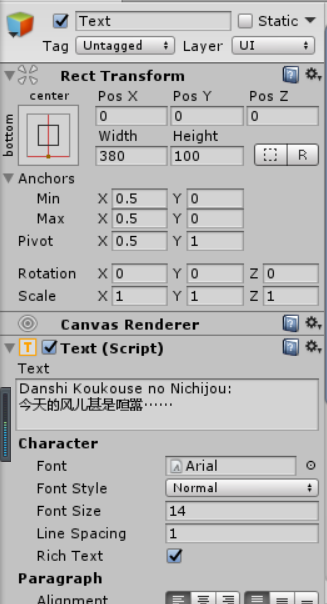 Text
Static
Tag Untagged Layer UI
Rect Transform
center
bottom
Pos X Pos Y Pos Z
0 0 0
Width Height
380 100
R
Anchors
Min X 0.5 Y 0
Max X 0.5 Y 0
Pivot X 0.5 Y 1
Rotation X 0 Y 0 Z 0
Scale X 1 Y 1 Z 1
Canvas Renderer
Text (Script)
Text
Danshi Koukouse no Nichijou:
今天的风儿甚是喧嚣……
Character
Font Arial
Font Style Normal
Font Size 14
Line Spacing 1
Rich Text
Paragraph
Alignment